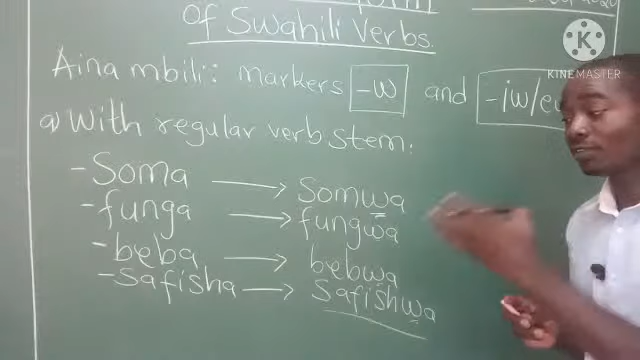 of Swahili Verbs.
Aina mbili: markers -w and -iw/ew
a) With regular verb stem:
-Soma → Somwa
-funga → fungwa
-beba → bebwa
-Safisha → Safishwa
KINEMASTER